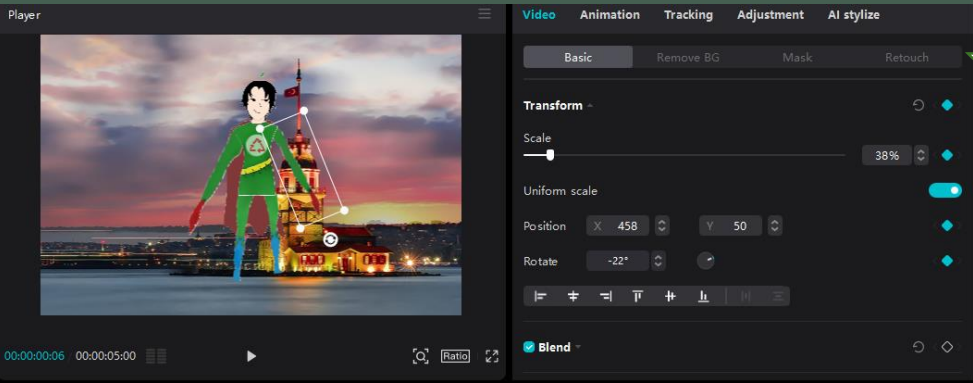 Player
Video Animation Tracking Adjustment AI stylize
Basic Remove BG Mask Retouch
Transform
Scale
38%
Uniform scale
Position X 458 Y 50
Rotate -22°
Blend
00:00:00:06 00:00:05:00 Ratio